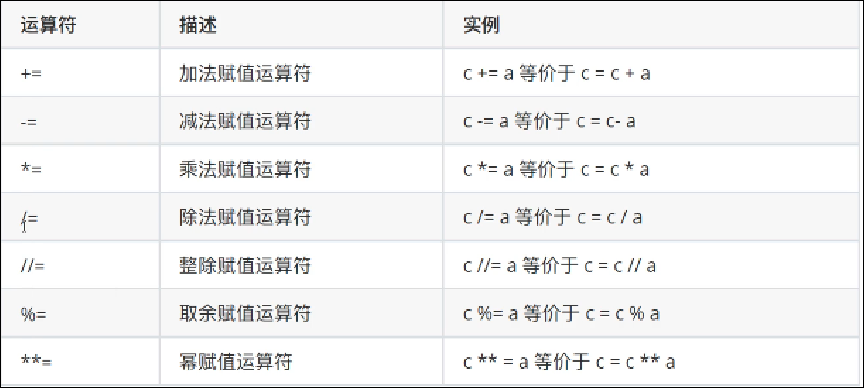 运算符 描述 实例
+= 加法赋值运算符 c += a 等价于 c = c + a
-= 减法赋值运算符 c -= a 等价于 c = c- a
*= 乘法赋值运算符 c *= a 等价于 c = c * a
/= 除法赋值运算符 c /= a 等价于 c = c / a
//= 整除赋值运算符 c //= a 等价于 c = c // a
%= 取余赋值运算符 c %= a 等价于 c = c % a
**= 幂赋值运算符 c ** = a 等价于 c = c ** a